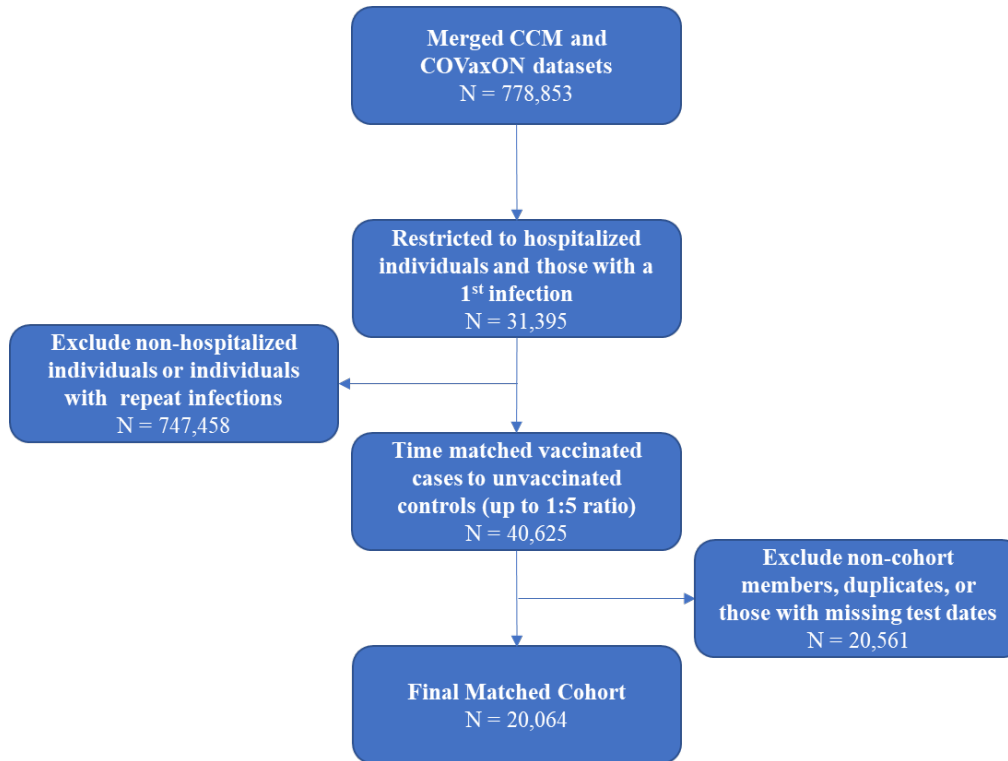 Merged CCM and
COVaxON datasets
N = 778,853
Restricted to hospitalized
individuals and those with a
1st infection
N = 31,395
Exclude non-hospitalized
individuals or individuals
with repeat infections
N = 747,458
Time matched vaccinated
cases to unvaccinated
controls (up to 1:5 ratio)
N = 40,625
Exclude non-cohort
members, duplicates, or
those with missing test dates
N = 20,561
Final Matched Cohort
N = 20,064